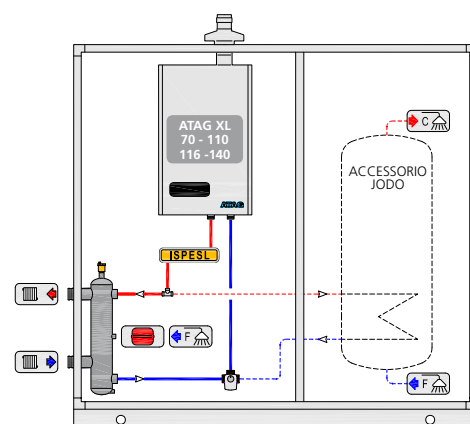 ATAG XL
70 - 110
116 -140
ATAG
ISPESL
ACCESSORIO
JODO
C
F
F